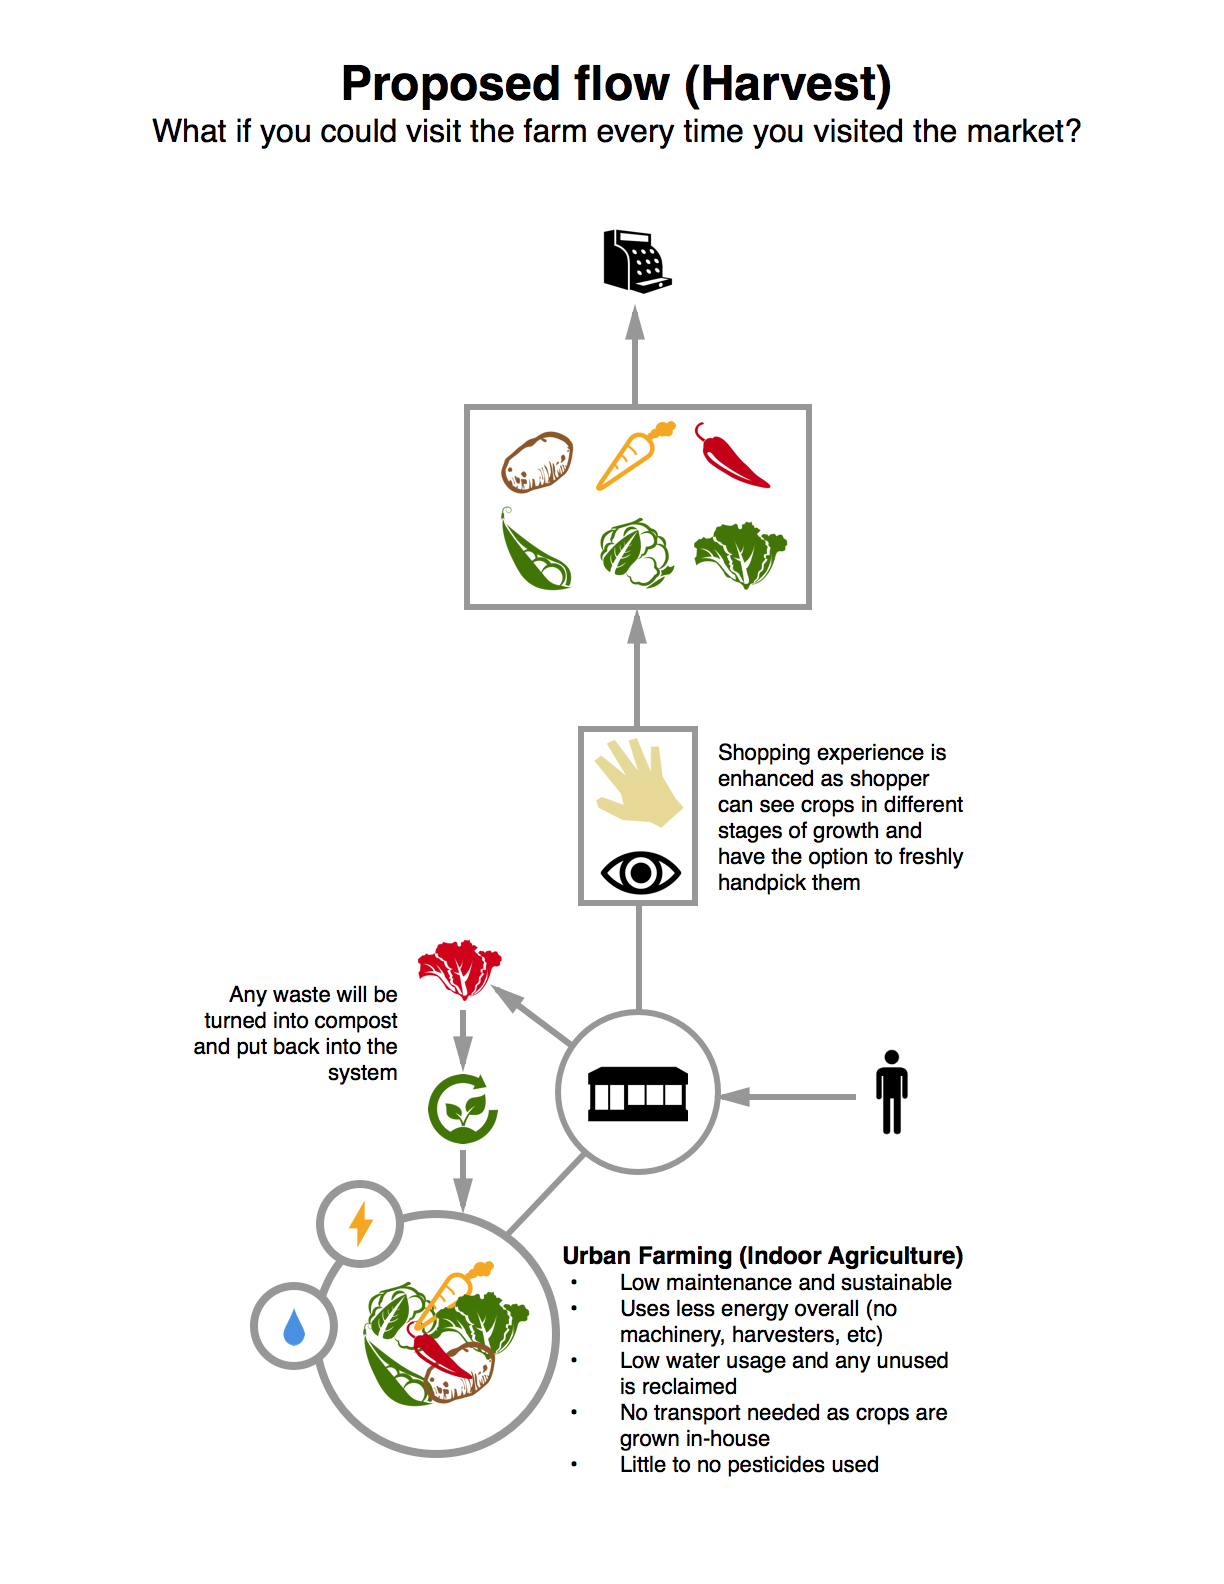 Proposed flow (Harvest)
What if you could visit the farm every time you visited the market?
Shopping experience is
enhanced as shopper
can see crops in different
stages of growth and
have the option to freshly
handpick them
Any waste will be
turned into compost
and put back into the
system
Urban Farming (Indoor Agriculture)
• Low maintenance and sustainable
• Uses less energy overall (no
machinery, harvesters, etc)
• Low water usage and any unused
is reclaimed
• No transport needed as crops are
grown in-house
• Little to no pesticides used